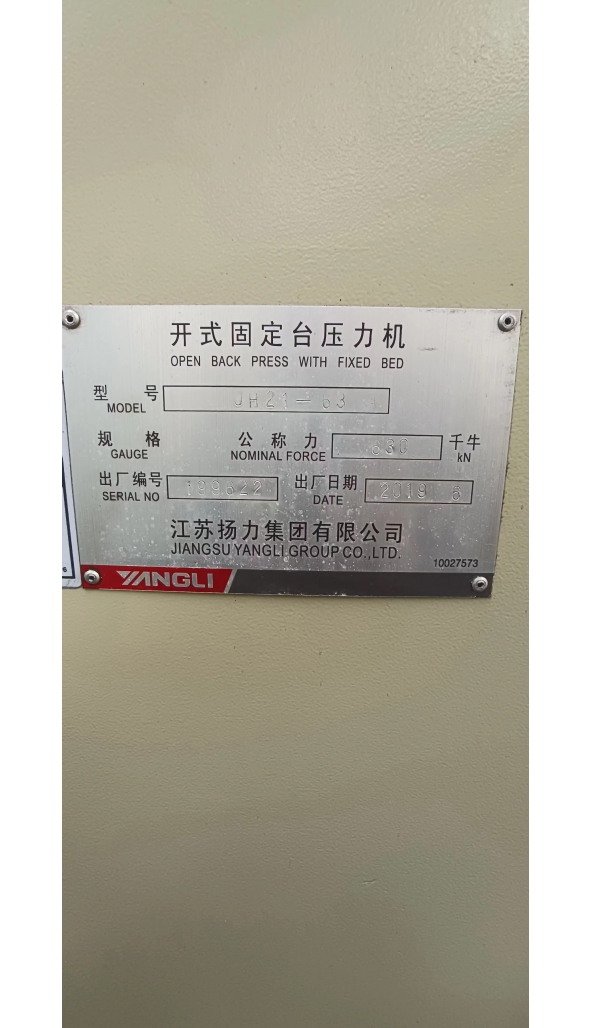 开式固定台压力机
OPEN BACK PRESS WITH FIXED BED
型 号 JH21-63
MODEL
规 格 公 称 力 630 千牛
GAUGE NOMINAL FORCE kN
出厂编号 199622 出厂日期 2019 6
SERIAL NO DATE
江苏扬力集团有限公司
JIANGSU YANGLI GROUP CO.,LTD.
10027573
YANGLI